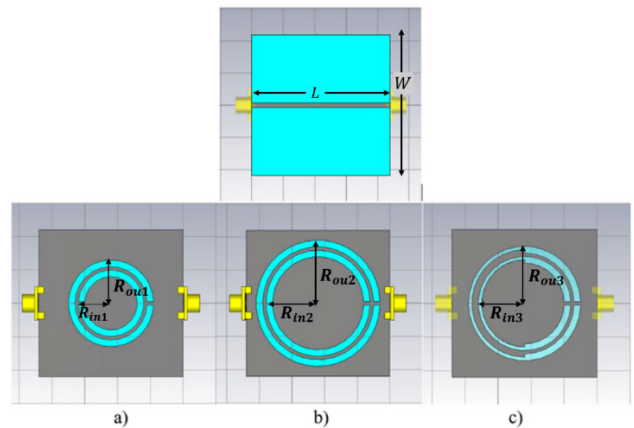 L
W
R_in1 R_ou1
R_in2 R_ou2
R_in3 R_ou3
a) b) c)